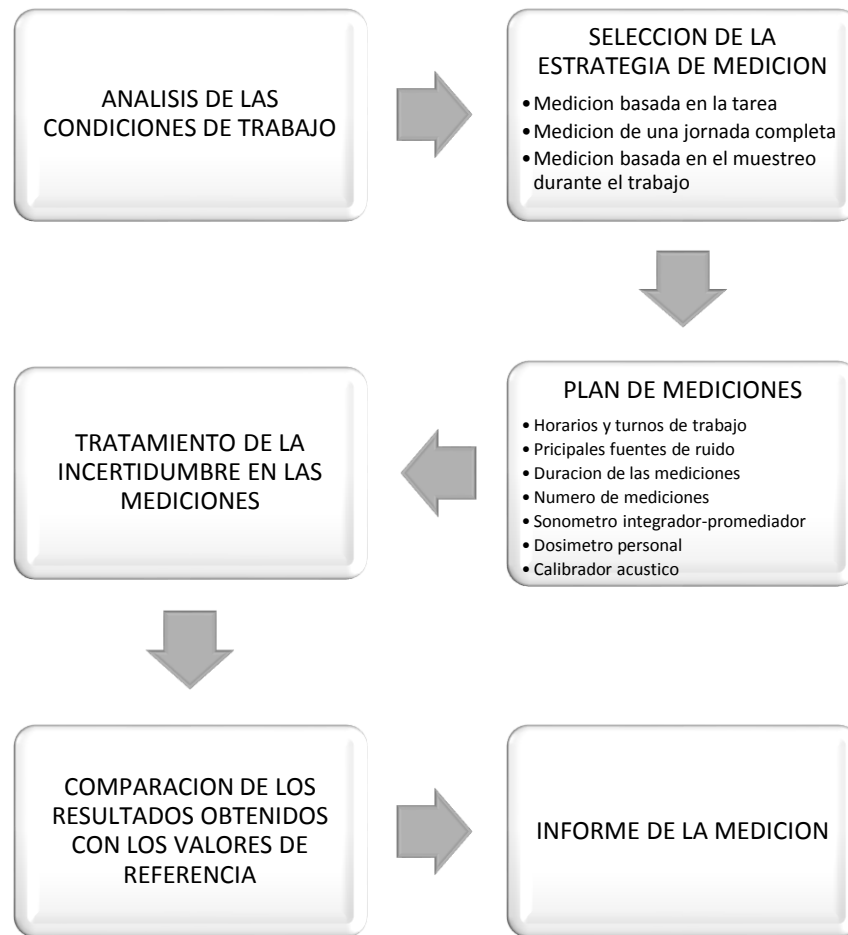 ANALISIS DE LAS
CONDICIONES DE TRABAJO
SELECCION DE LA
ESTRATEGIA DE MEDICION
• Medicion basada en la tarea
• Medicion de una jornada completa
• Medicion basada en el muestreo
durante el trabajo
PLAN DE MEDICIONES
• Horarios y turnos de trabajo
• Pricipales fuentes de ruido
• Duracion de las mediciones
• Numero de mediciones
• Sonometro integrador-promediador
• Dosimetro personal
• Calibrador acustico
TRATAMIENTO DE LA
INCERTIDUMBRE EN LAS
MEDICIONES
COMPARACION DE LOS
RESULTADOS OBTENIDOS
CON LOS VALORES DE
REFERENCIA
INFORME DE LA MEDICION